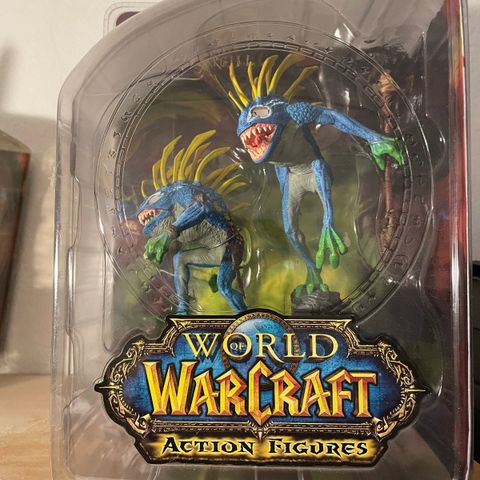 WORLD
OF
WARCRAFT
ACTION FIGURES